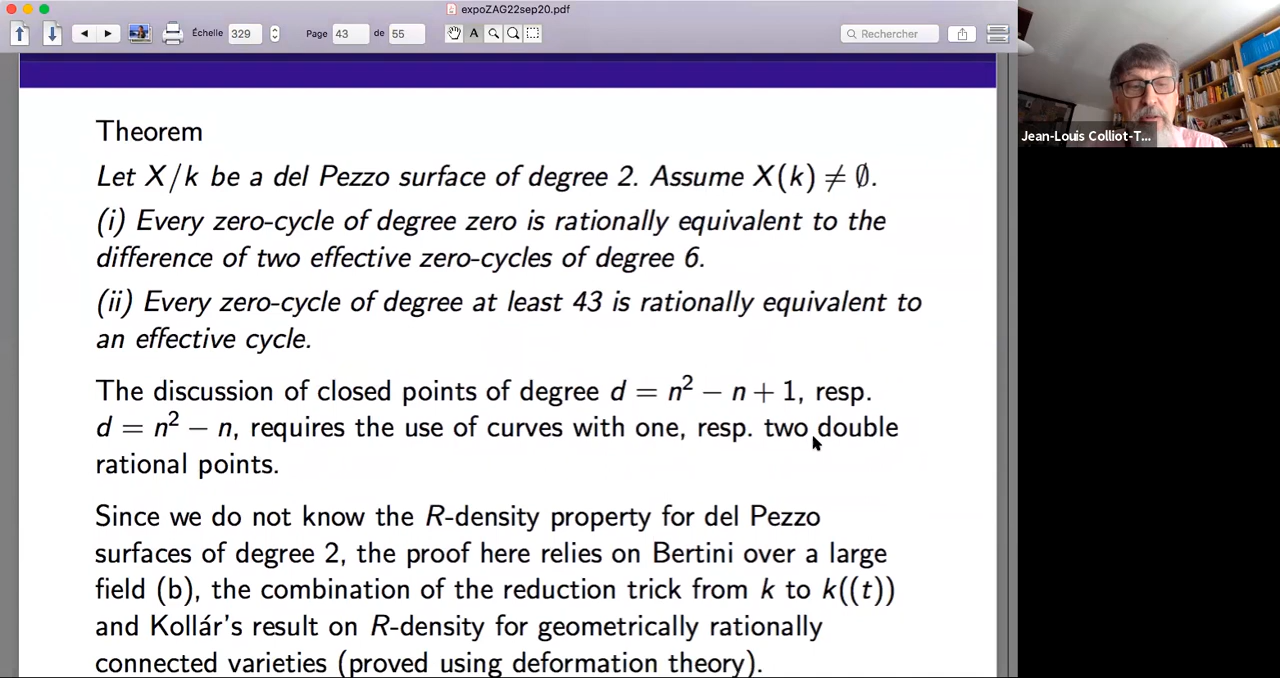 expoZAG22sep20.pdf
Échelle 329 Page 43 de 55 Rechercher
A
Theorem
Let X/k be a del Pezzo surface of degree 2. Assume X(k) ≠ ∅.
(i) Every zero-cycle of degree zero is rationally equivalent to the
difference of two effective zero-cycles of degree 6.
(ii) Every zero-cycle of degree at least 43 is rationally equivalent to
an effective cycle.
The discussion of closed points of degree d = n² − n + 1, resp.
d = n² − n, requires the use of curves with one, resp. two double
rational points.
Since we do not know the R-density property for del Pezzo
surfaces of degree 2, the proof here relies on Bertini over a large
field (b), the combination of the reduction trick from k to k((t))
and Kollár's result on R-density for geometrically rationally
connected varieties (proved using deformation theory).
Jean-Louis Colliot-T...